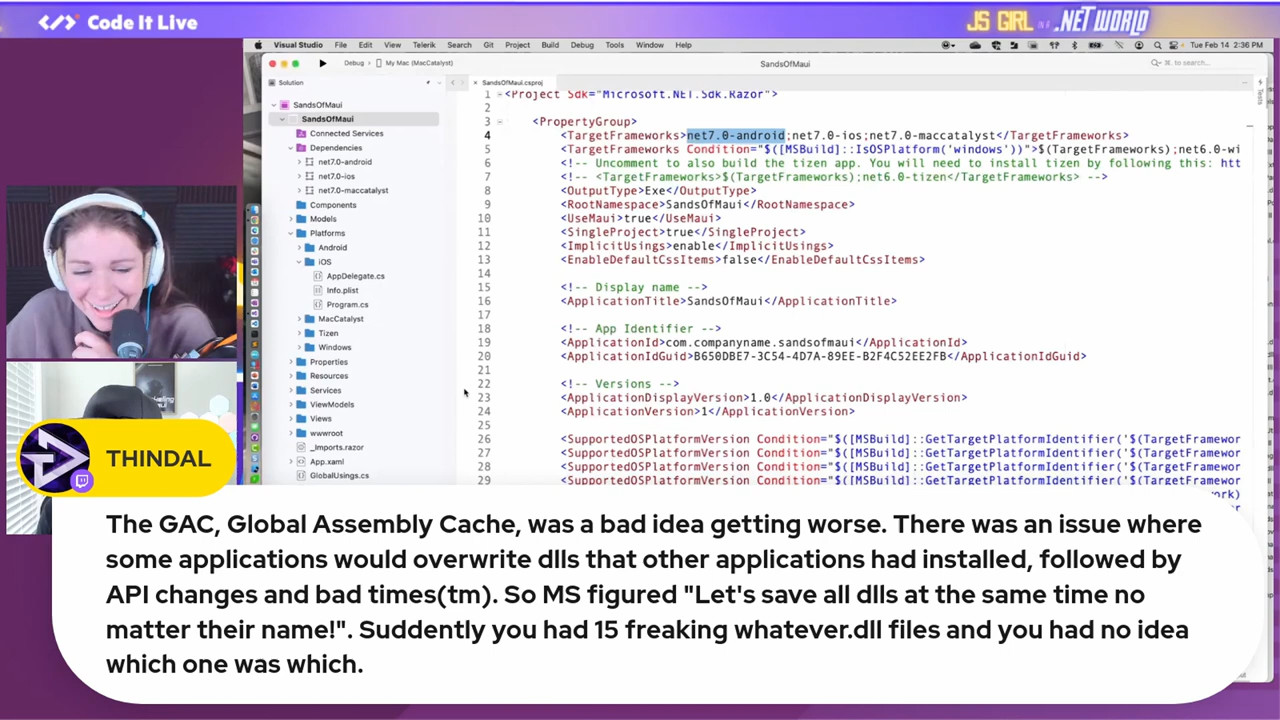 </> Code It Live
JS GIRL IN A .NET WORLD
Visual Studio File Edit View Telerik Search Git Project Build Debug Tools Window Help
Tue Feb 14 2:36 PM
Debug My Mac (MacCatalyst)
SandsOfMaui
⌘. to search...
Solution
SandsOfMaui
SandsOfMaui
Connected Services
Dependencies
net7.0-android
net7.0-ios
net7.0-maccatalyst
Components
Models
Platforms
Android
iOS
AppDelegate.cs
Info.plist
Program.cs
MacCatalyst
Tizen
Windows
Properties
Resources
Services
ViewModels
Views
wwwroot
_Imports.razor
App.xaml
GlobalUsings.cs
SandsOfMaui.csproj
Tests
1 <Project Sdk="Microsoft.NET.Sdk.Razor">
2
3 <PropertyGroup>
4 <TargetFrameworks>net7.0-android;net7.0-ios;net7.0-maccatalyst</TargetFrameworks>
5 <TargetFrameworks Condition="$([MSBuild]::IsOSPlatform('windows'))">$(TargetFrameworks);net6.0-wi
6 <!-- Uncomment to also build the tizen app. You will need to install tizen by following this: htt
7 <!-- <TargetFrameworks>$(TargetFrameworks);net6.0-tizen</TargetFrameworks> -->
8 <OutputType>Exe</OutputType>
9 <RootNamespace>SandsOfMaui</RootNamespace>
10 <UseMaui>true</UseMaui>
11 <SingleProject>true</SingleProject>
12 <ImplicitUsings>enable</ImplicitUsings>
13 <EnableDefaultCssItems>false</EnableDefaultCssItems>
14
15 <!-- Display name -->
16 <ApplicationTitle>SandsOfMaui</ApplicationTitle>
17
18 <!-- App Identifier -->
19 <ApplicationId>com.companyname.sandsofmaui</ApplicationId>
20 <ApplicationIdGuid>B650DBE7-3C54-4D7A-89EE-B2F4C52EE2FB</ApplicationIdGuid>
21
22 <!-- Versions -->
23 <ApplicationDisplayVersion>1.0</ApplicationDisplayVersion>
24 <ApplicationVersion>1</ApplicationVersion>
26 <SupportedOSPlatformVersion Condition="$([MSBuild]::GetTargetPlatformIdentifier('$(TargetFramewor
27 <SupportedOSPlatformVersion Condition="$([MSBuild]::GetTargetPlatformIdentifier('$(TargetFramewor
28 <SupportedOSPlatformVersion Condition="$([MSBuild]::GetTargetPlatformIdentifier('$(TargetFramewor
29 <SupportedOSPlatformVersion Condition="$([MSBuild]::GetTargetPlatformIdentifier('$(TargetFramewor
THINDAL
The GAC, Global Assembly Cache, was a bad idea getting worse. There was an issue where
some applications would overwrite dlls that other applications had installed, followed by
API changes and bad times(tm). So MS figured "Let's save all dlls at the same time no
matter their name!". Suddently you had 15 freaking whatever.dll files and you had no idea
which one was which.